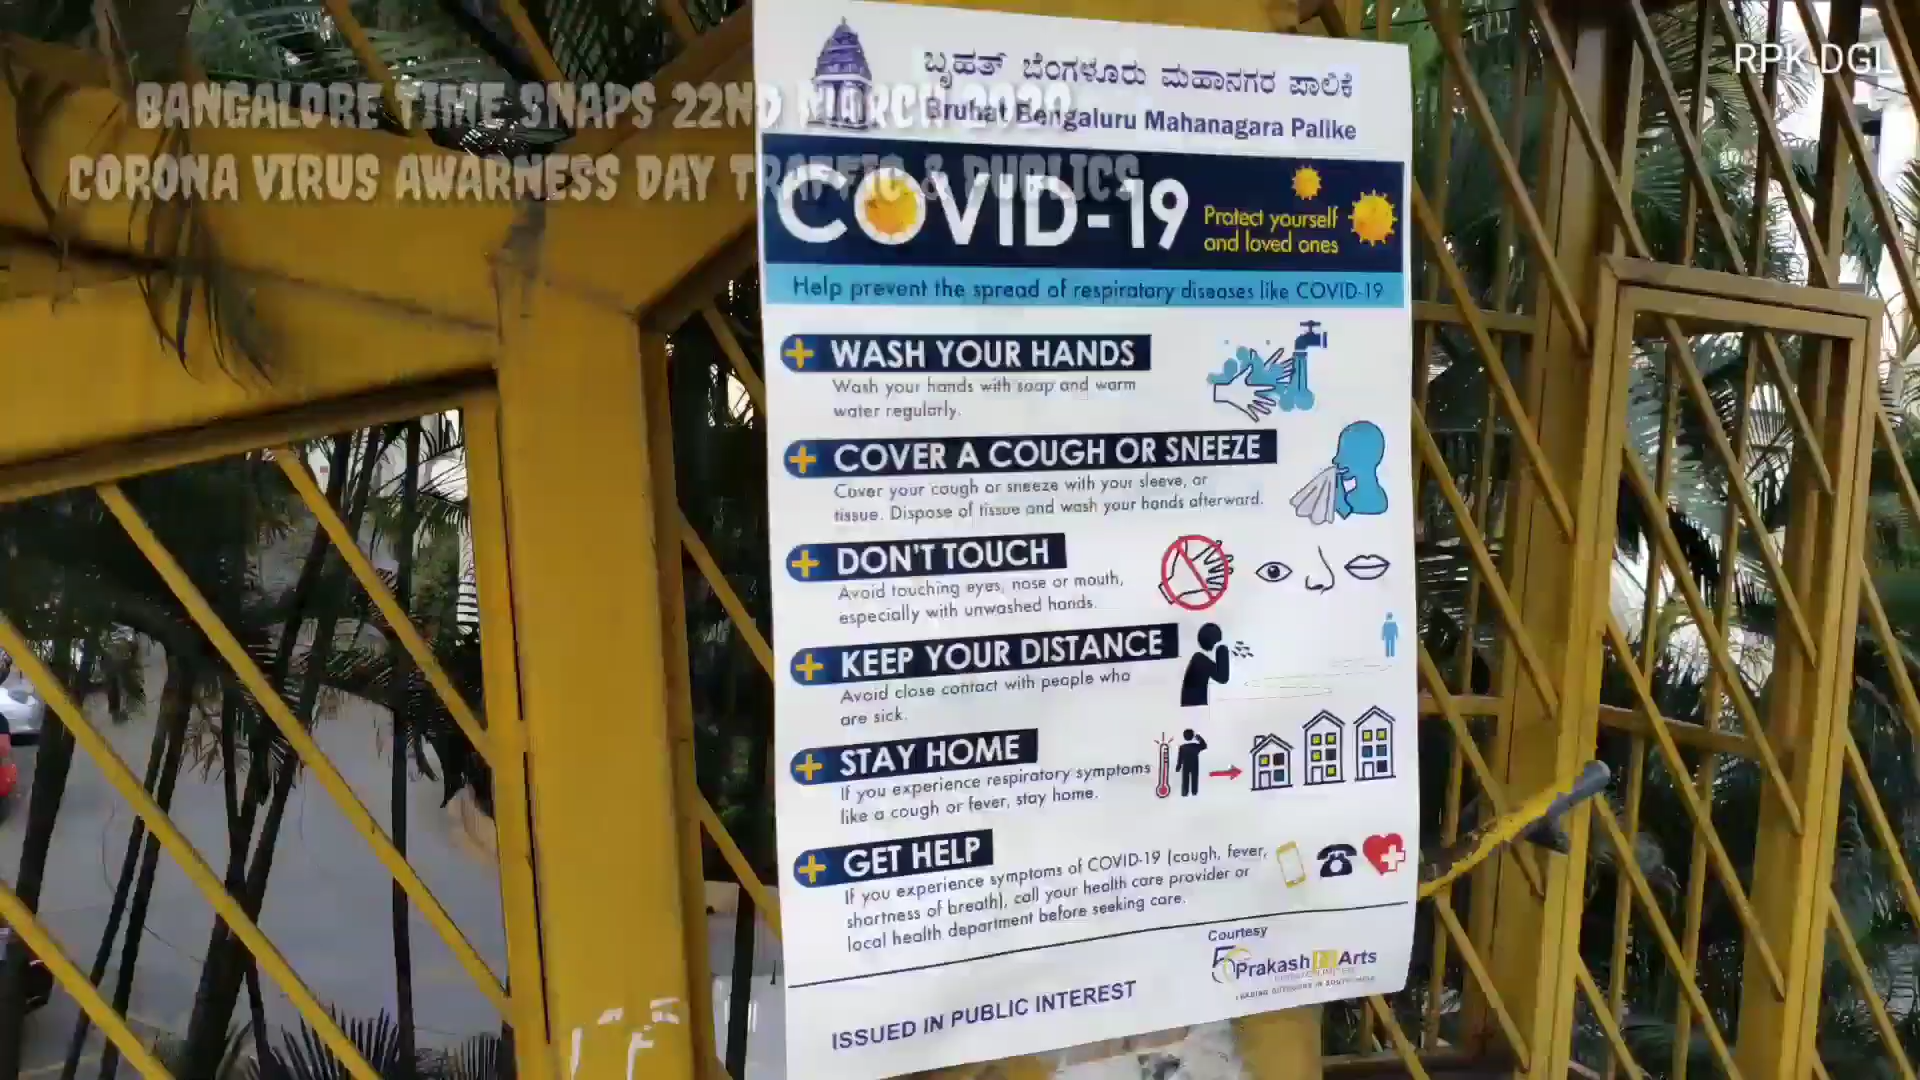 BANGALORE TIME SNAPS 22ND MARCH 2020
CORONA VIRUS AWARNESS DAY TRAFFIC & PUBLICS
RPK DGL
ಬೃಹತ್ ಬೆಂಗಳೂರು ಮಹಾನಗರ ಪಾಲಿಕೆ
Bruhat Bengaluru Mahanagara Palike
COVID-19
Protect yourself
and loved ones
Help prevent the spread of respiratory diseases like COVID-19
WASH YOUR HANDS
Wash your hands with soap and warm
water regularly.
COVER A COUGH OR SNEEZE
Cover your cough or sneeze with your sleeve, or
tissue. Dispose of tissue and wash your hands afterward.
DON'T TOUCH
Avoid touching eyes, nose or mouth,
especially with unwashed hands.
KEEP YOUR DISTANCE
Avoid close contact with people who
are sick.
STAY HOME
If you experience respiratory symptoms
like a cough or fever, stay home.
GET HELP
If you experience symptoms of COVID-19 (cough, fever,
shortness of breath), call your health care provider or
local health department before seeking care.
Courtesy
Prakash Arts
ISSUED IN PUBLIC INTEREST